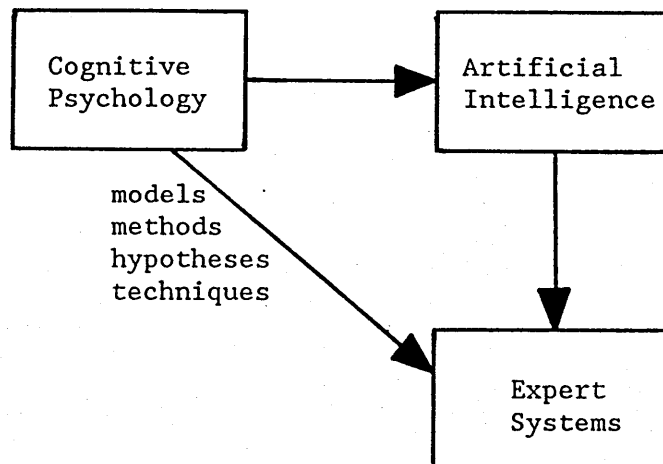 Cognitive
Psychology
Artificial
Intelligence
models
methods
hypotheses
techniques
Expert
Systems